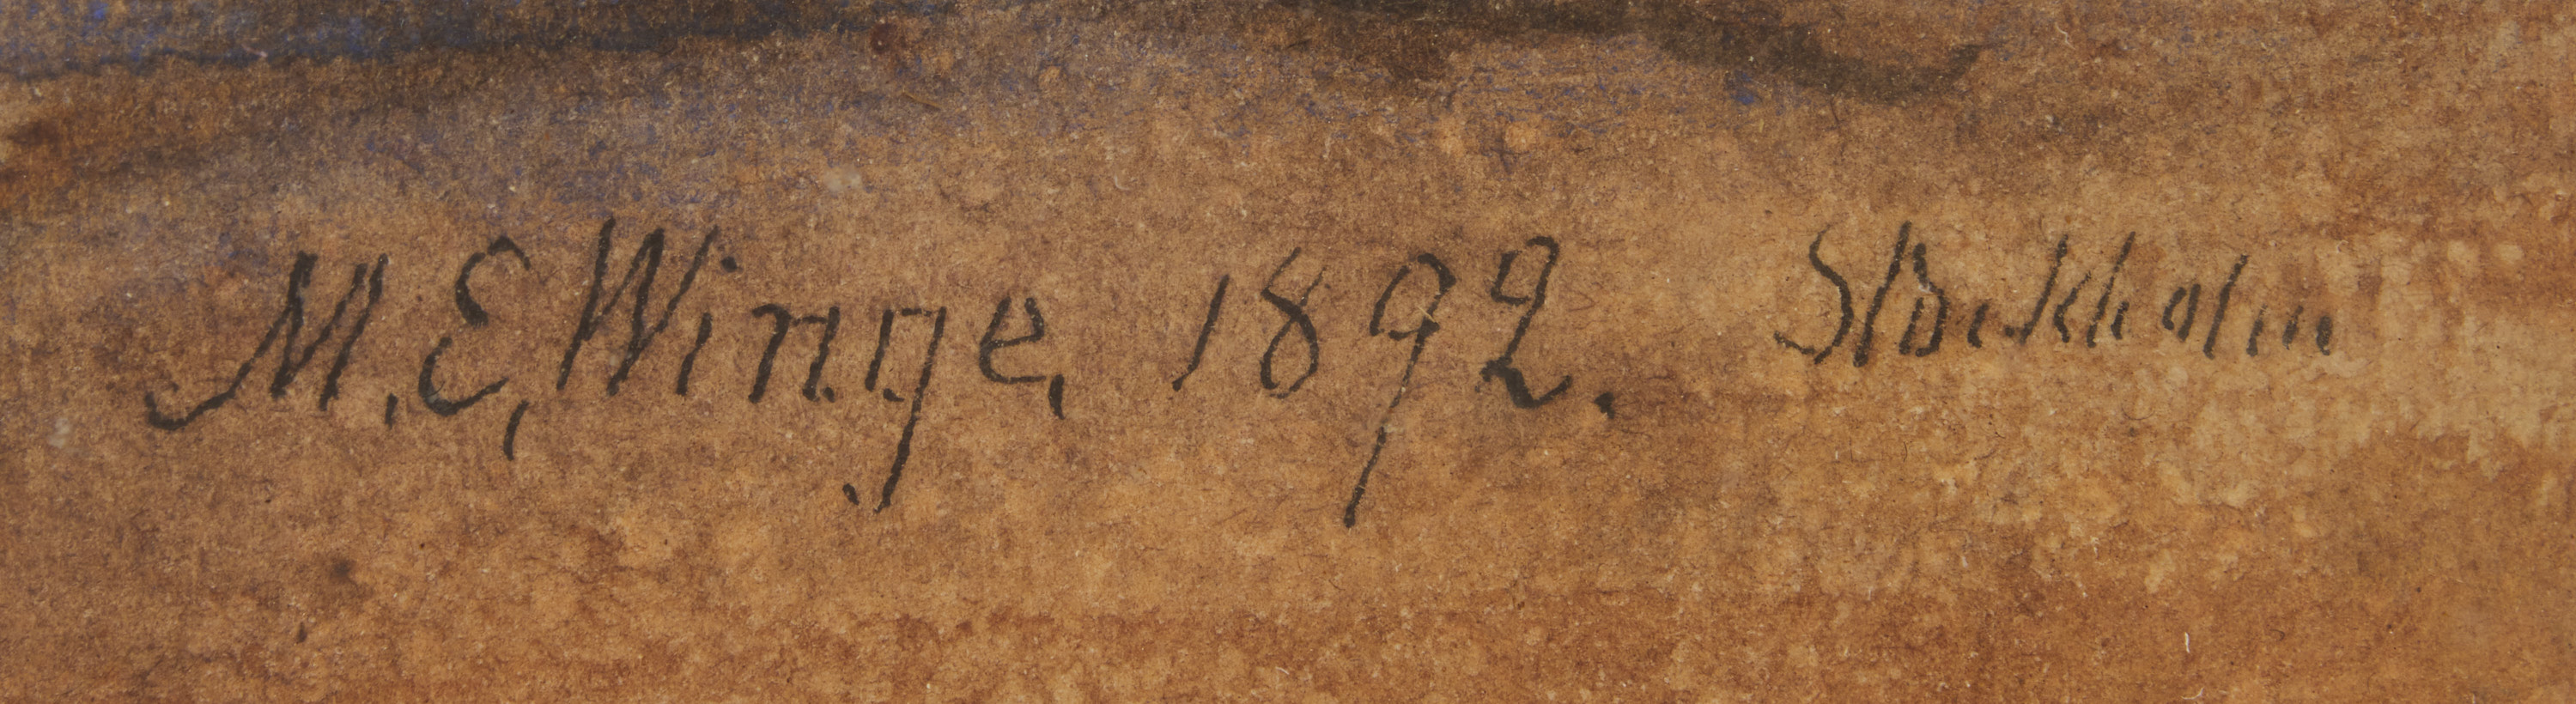 M. E, Winge, 1892. Stockholm